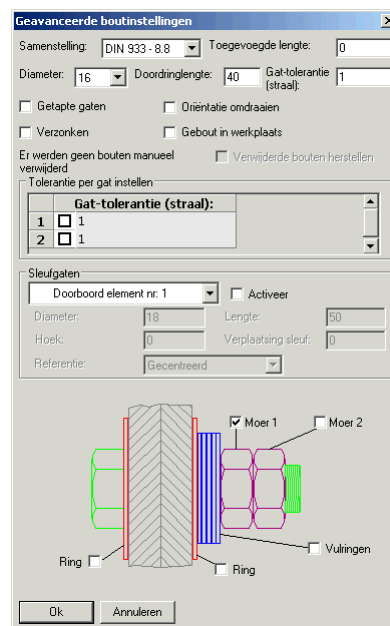 Geavanceerde boutinstellingen
Samenstelling: DIN 933 - 8.8 Toegevoegde lengte: 0
Diameter: 16 Doordringlengte: 40 Gat-tolerantie (straal): 1
Getapte gaten Oriëntatie omdraaien
Verzonken Gebout in werkplaats
Er werden geen bouten manueel verwijderd Verwijderde bouten herstellen
Tolerantie per gat instellen
Gat-tolerantie (straal):
1 1
2 1
Sleufgaten
Doorboord element nr: 1 Activeer
Diameter: 18 Lengte: 50
Hoek: 0 Verplaatsing sleuf: 0
Referentie: Gecentreerd
Moer 1 Moer 2
Vulringen
Ring Ring
Ok Annuleren